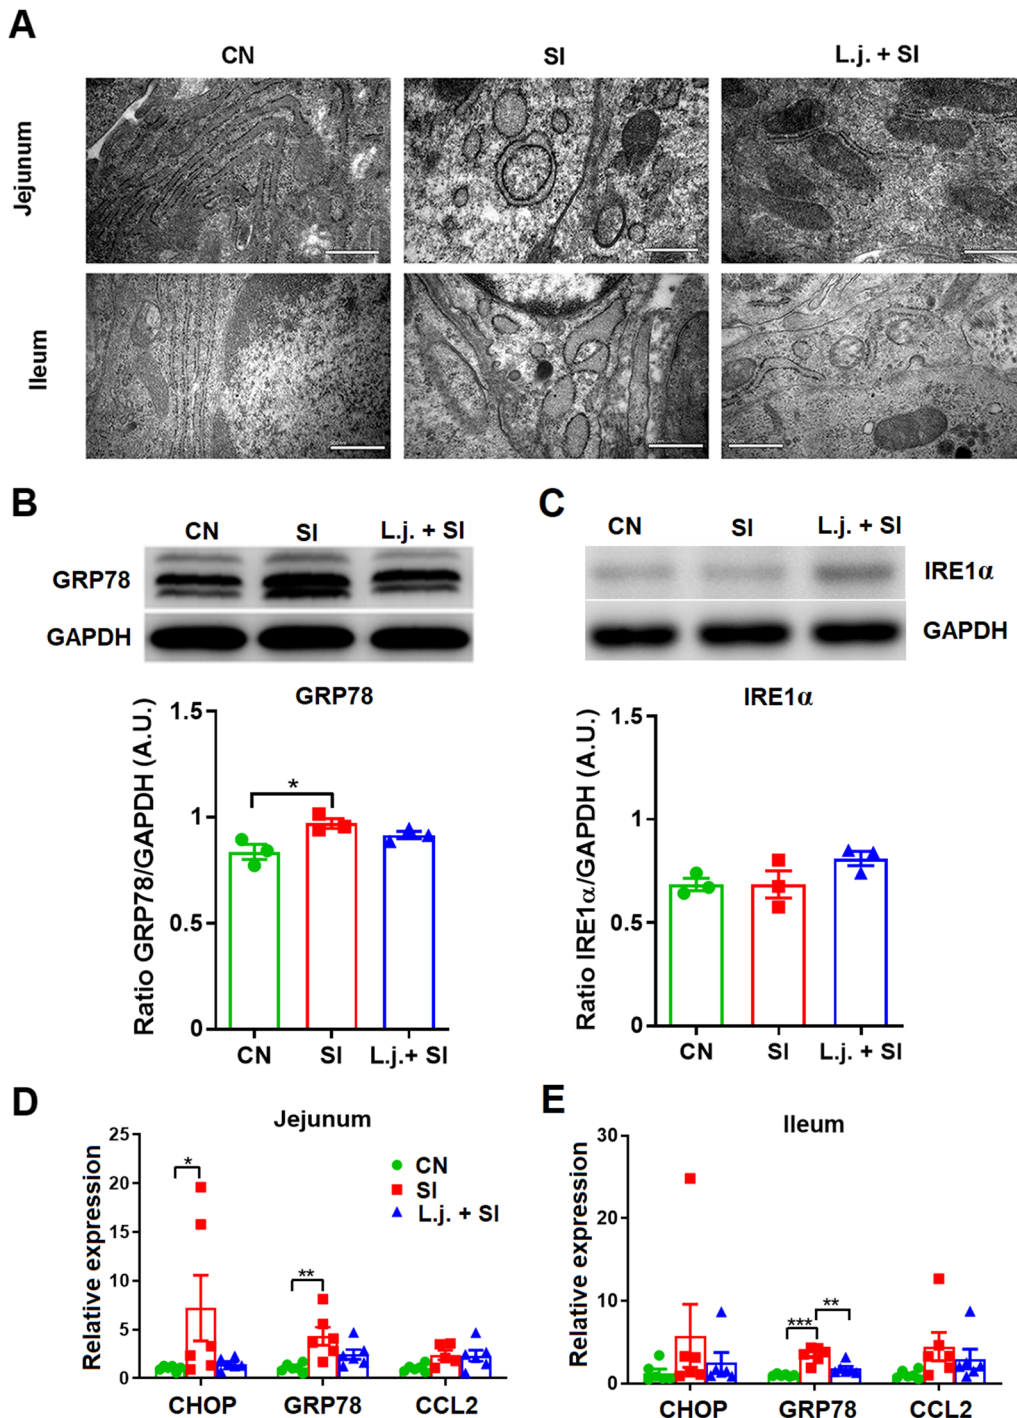 A
CN SI L.j. + SI
Jejunum
Ileum
B
CN SI L.j. + SI
GRP78
GAPDH
GRP78
Ratio GRP78/GAPDH (A.U.)
1.5
1
0.5
0
*
CN SI L.j.+ SI
C
CN SI L.j. + SI
IRE1α
GAPDH
IRE1α
Ratio IRE1α/GAPDH (A.U.)
1.5
1
0.5
0
CN SI L.j.+ SI
D
Jejunum
Relative expression
25
20
15
10
5
0
*
**
CN
SI
L.j. + SI
CHOP GRP78 CCL2
E
Ileum
Relative expression
30
20
10
0
***
**
CHOP GRP78 CCL2